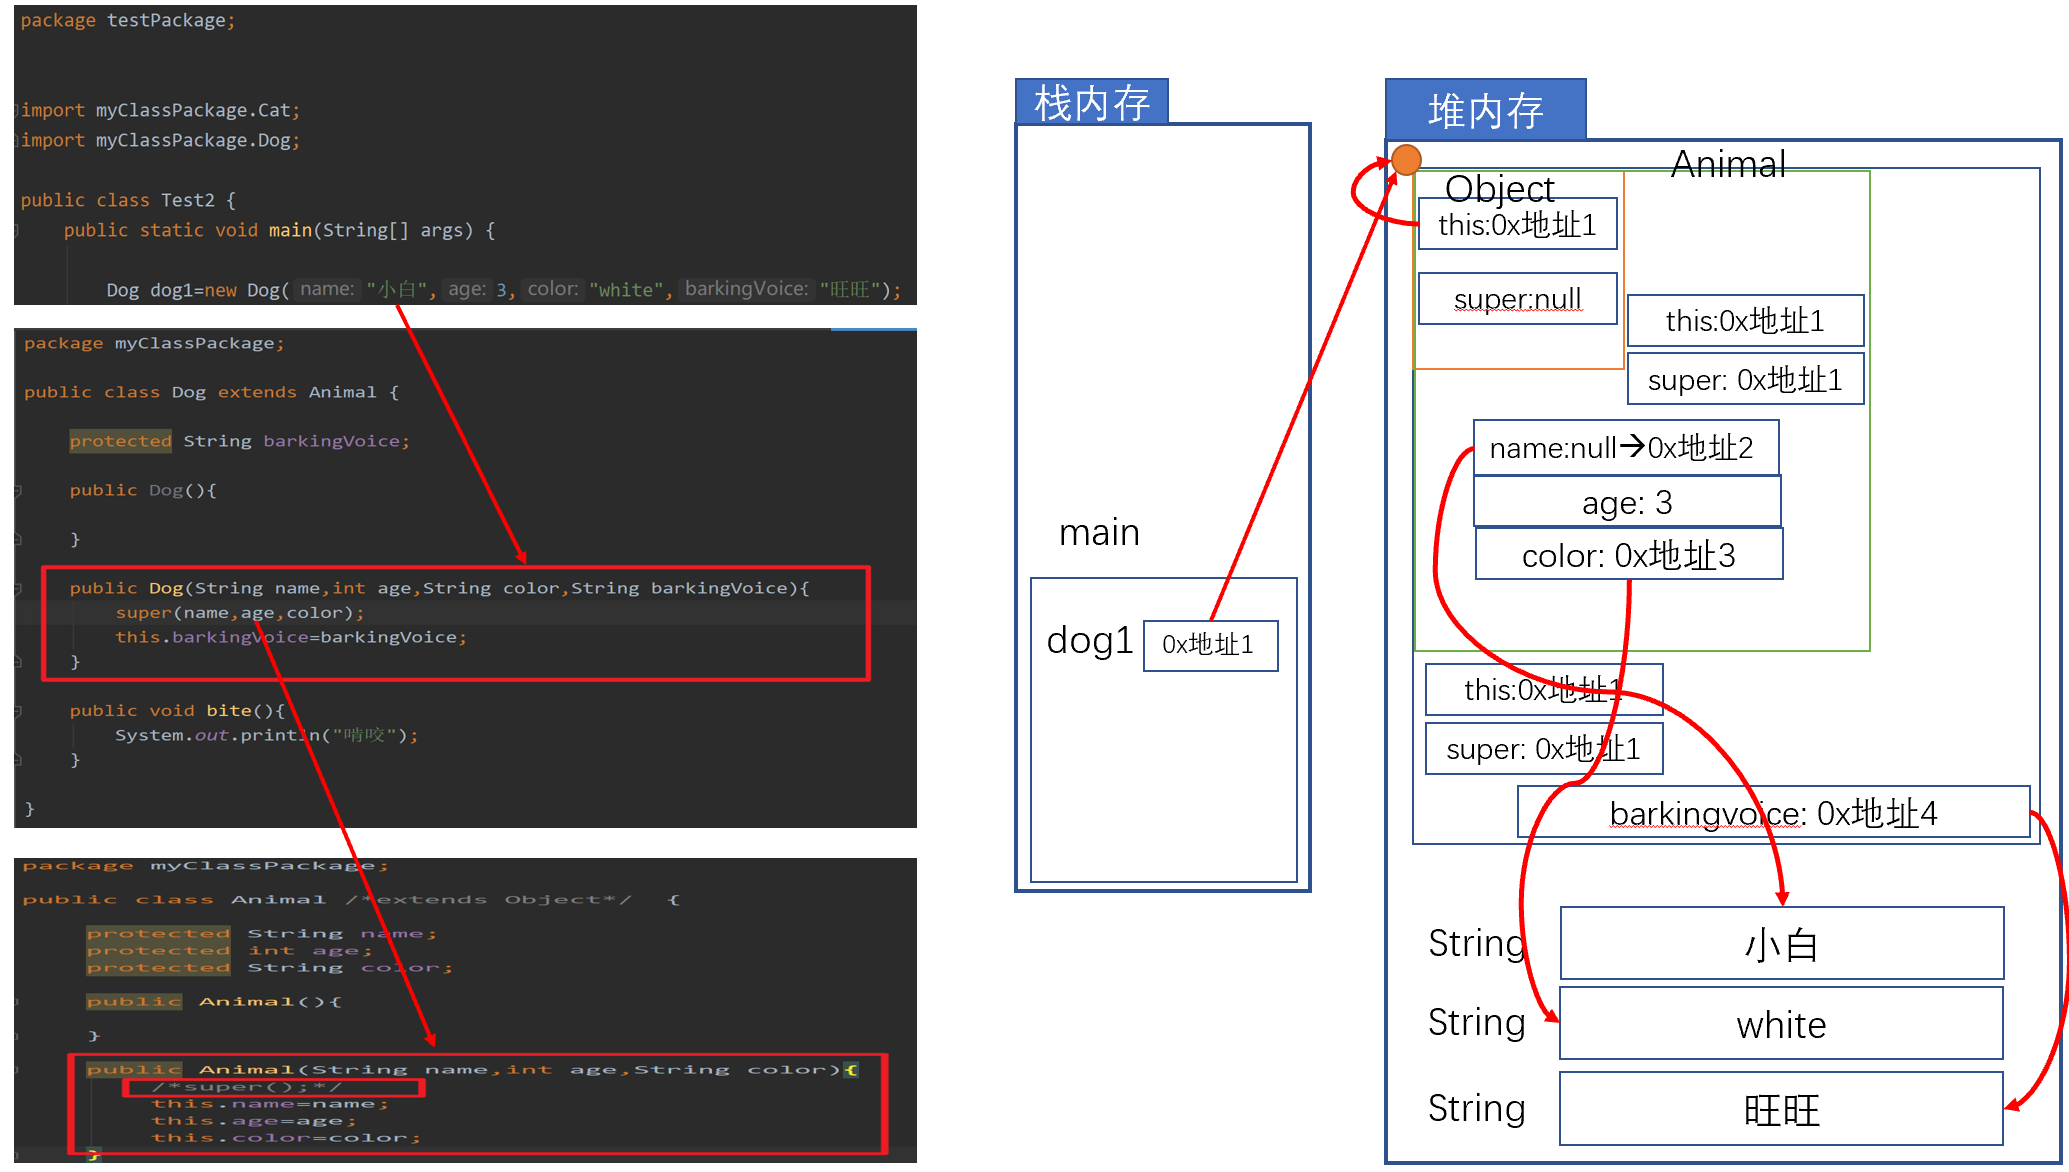 package testPackage;
import myClassPackage.Cat;
import myClassPackage.Dog;
public class Test2 {
public static void main(String[] args) {
Dog dog1=new Dog( name: "小白", age: 3, color: "white", barkingVoice: "旺旺");
package myClassPackage;
public class Dog extends Animal {
protected String barkingVoice;
public Dog(){
}
public Dog(String name,int age,String color,String barkingVoice){
super(name,age,color);
this.barkingVoice=barkingVoice;
}
public void bite(){
System.out.println("啃咬");
}
}
package myClassPackage;
public class Animal /*extends Object*/ {
protected String name;
protected int age;
protected String color;
public Animal(){
}
public Animal(String name,int age,String color){
/*super();*/
this.name=name;
this.age=age;
this.color=color;
}
栈内存
main
dog1
0x地址1
堆内存
Animal
Object
this:0x地址1
super:null
this:0x地址1
super: 0x地址1
name:null→0x地址2
age: 3
color: 0x地址3
this:0x地址1
super: 0x地址1
barkingvoice: 0x地址4
String 小白
String white
String 旺旺